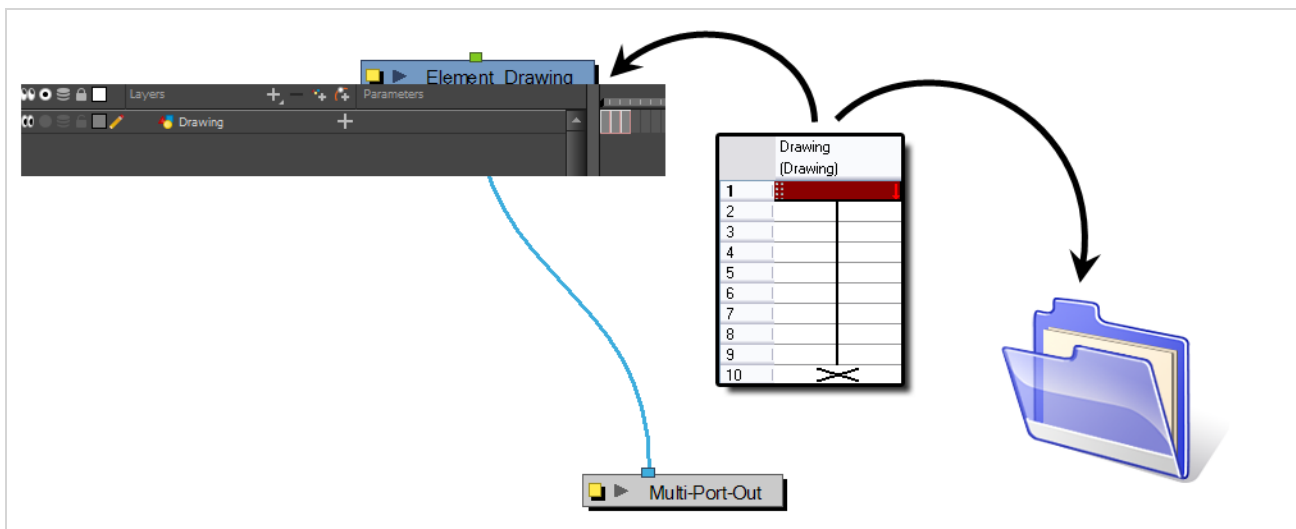 Element_Drawing
Layers Parameters
Drawing
Drawing
(Drawing)
1
2
3
4
5
6
7
8
9
10
Multi-Port-Out